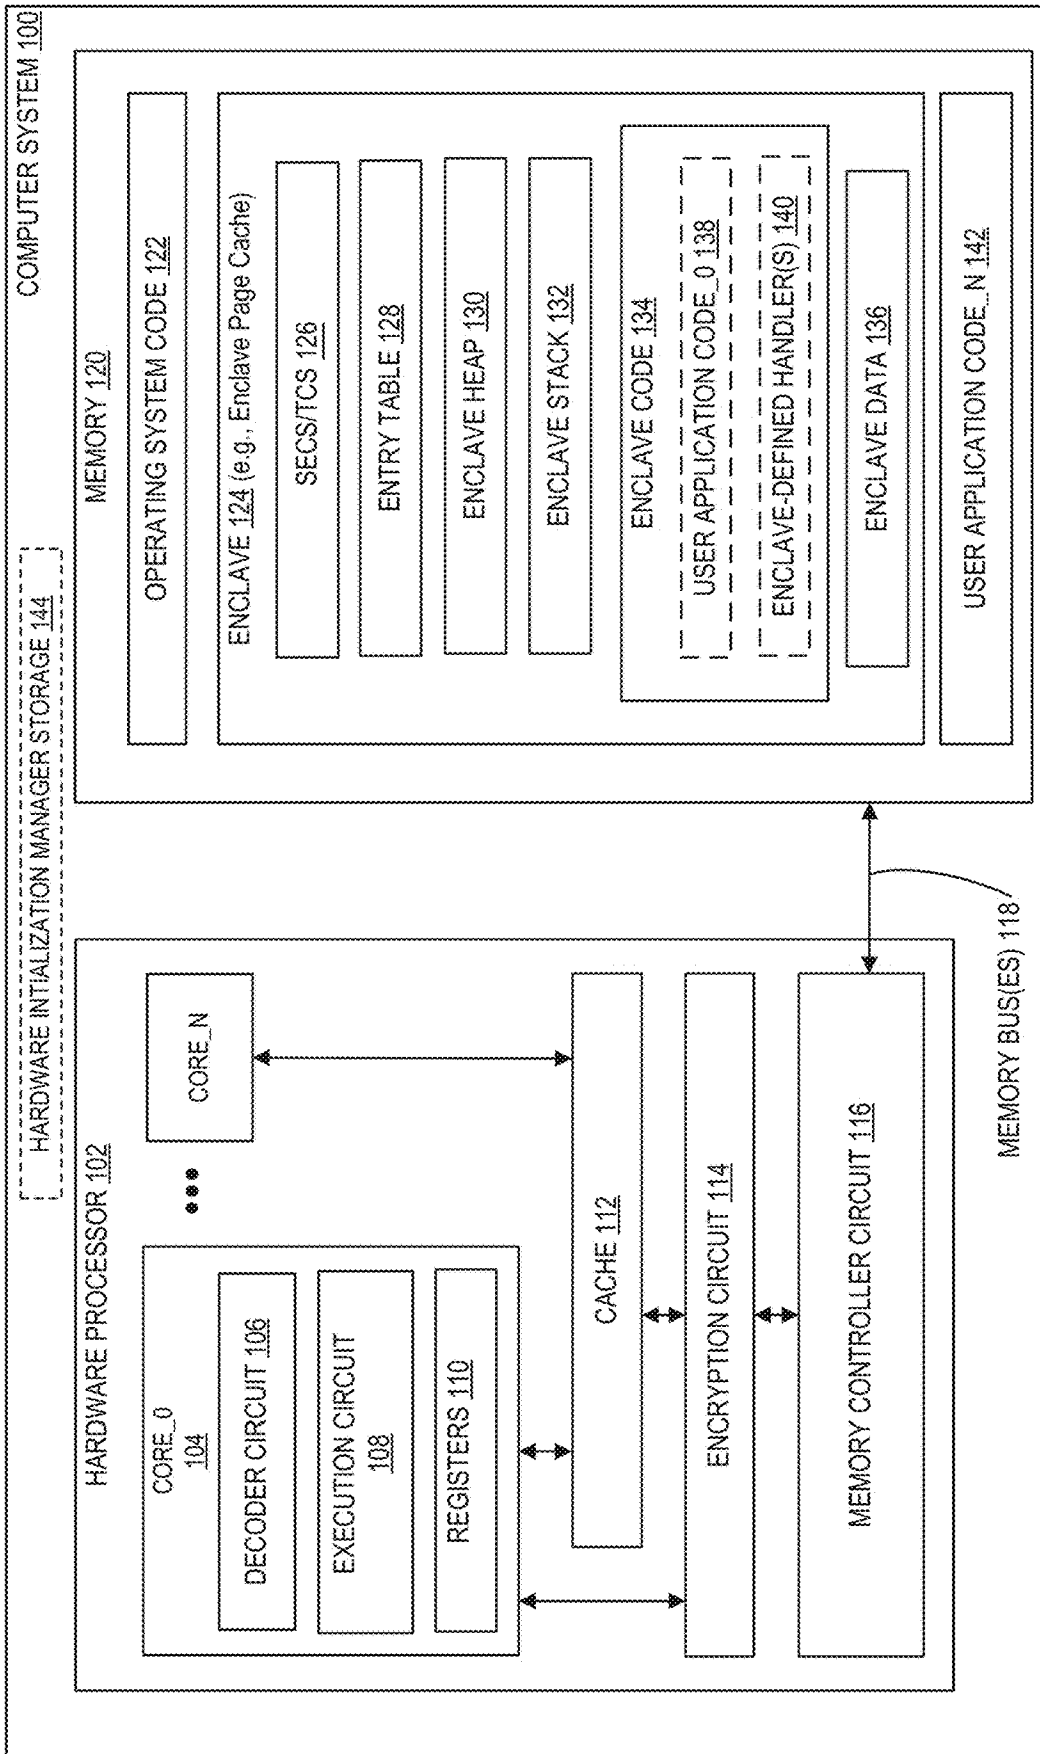 COMPUTER SYSTEM 100
HARDWARE INTIALIZATION MANAGER STORAGE 144
HARDWARE PROCESSOR 102
CORE_0
104
DECODER CIRCUIT 106
EXECUTION CIRCUIT
108
REGISTERS 110
CORE_N
CACHE 112
ENCRYPTION CIRCUIT 114
MEMORY CONTROLLER CIRCUIT 116
MEMORY BUS(ES) 118
MEMORY 120
OPERATING SYSTEM CODE 122
ENCLAVE 124 (e.g., Enclave Page Cache)
SECS/TCS 126
ENTRY TABLE 128
ENCLAVE HEAP 130
ENCLAVE STACK 132
ENCLAVE CODE 134
USER APPLICATION CODE_0 138
ENCLAVE-DEFINED HANDLER(S) 140
ENCLAVE DATA 136
USER APPLICATION CODE_N 142